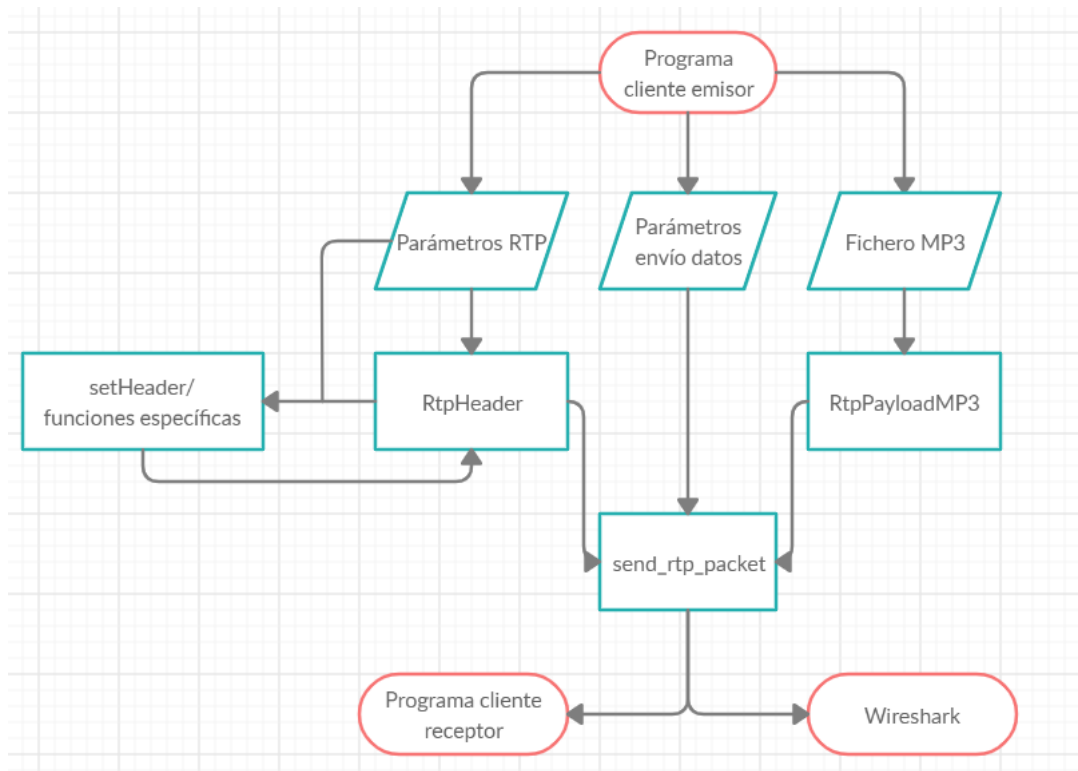 Programa
cliente emisor
Parámetros RTP
Parámetros
envío datos
Fichero MP3
setHeader/
funciones específicas
RtpHeader
RtpPayloadMP3
send_rtp_packet
Programa cliente
receptor
Wireshark